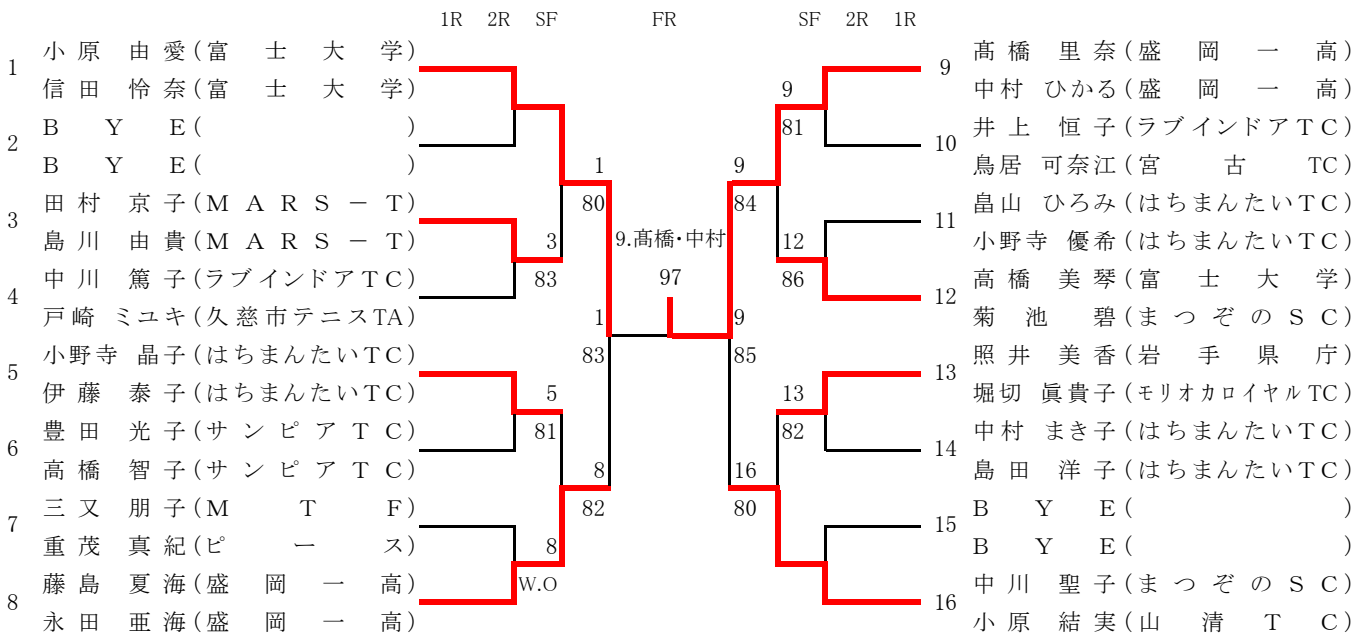 1R 2R SF FR SF 2R 1R
1 小原 由愛(富士大学)
信田 怜奈(富士大学)
2 BYE( )
BYE( )
3 田村 京子(MARS－T)
島川 由貴(MARS－T)
4 中川 篤子(ラブインドアTC)
戸崎 ミユキ(久慈市テニスTA)
5 小野寺 晶子(はちまんたいTC)
伊藤 泰子(はちまんたいTC)
6 豊田 光子(サンピアTC)
高橋 智子(サンピアTC)
7 三又 朋子(MTF)
重茂 真紀(ピース)
8 藤島 夏海(盛岡一高)
永田 亜海(盛岡一高)
3
83
5
81
8
W.O
1
80
8
82
1
83
9.髙橋・中村
97
9
85
9
84
16
80
9
81
12
86
13
82
9 髙橋 里奈(盛岡一高)
中村 ひかる(盛岡一高)
10 井上 恒子(ラブインドアTC)
鳥居 可奈江(宮古TC)
11 畠山 ひろみ(はちまんたいTC)
小野寺 優希(はちまんたいTC)
12 高橋 美琴(富士大学)
菊池 碧(まつぞのSC)
13 照井 美香(岩手県庁)
堀切 眞貴子(モリオカロイヤルTC)
14 中村 まき子(はちまんたいTC)
島田 洋子(はちまんたいTC)
15 BYE( )
BYE( )
16 中川 聖子(まつぞのSC)
小原 結実(山清TC)